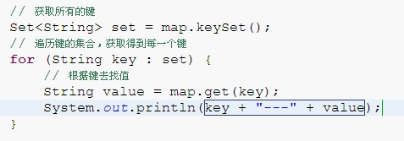 // 获取所有的键
Set<String> set = map.keySet();
// 遍历键的集合,获取得到每一个键
for (String key : set) {
// 根据键去找值
String value = map.get(key);
System.out.println(key + "---" + value);
}